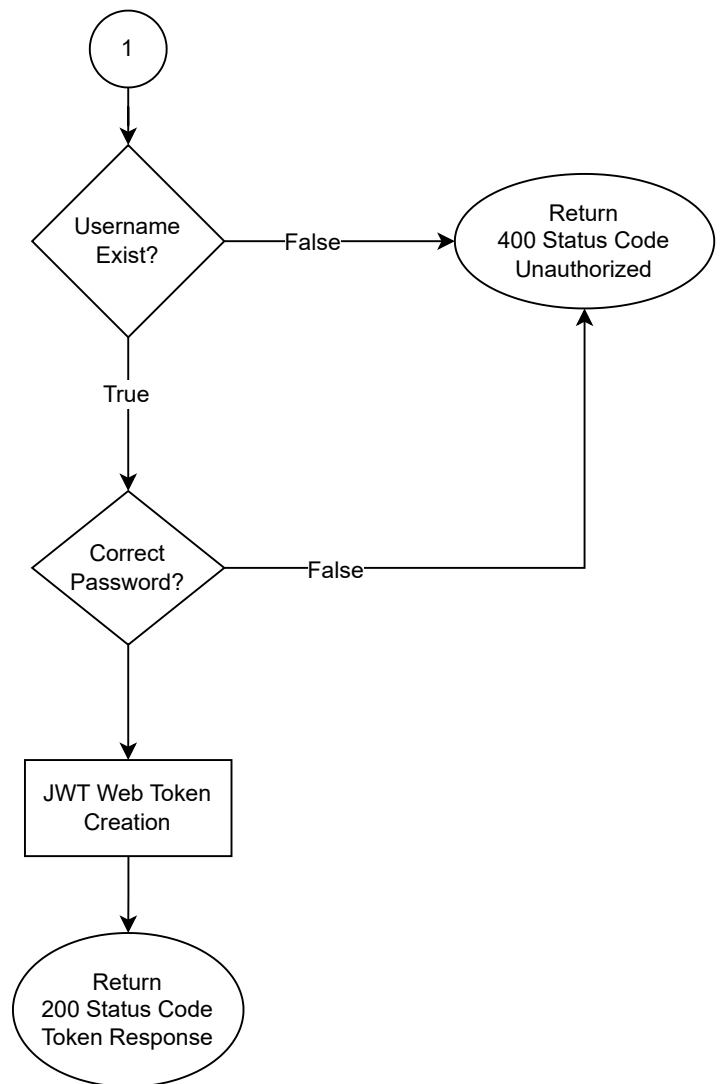 1
Username
Exist?
False
Return
400 Status Code
Unauthorized
True
Correct
Password?
False
JWT Web Token
Creation
Return
200 Status Code
Token Response